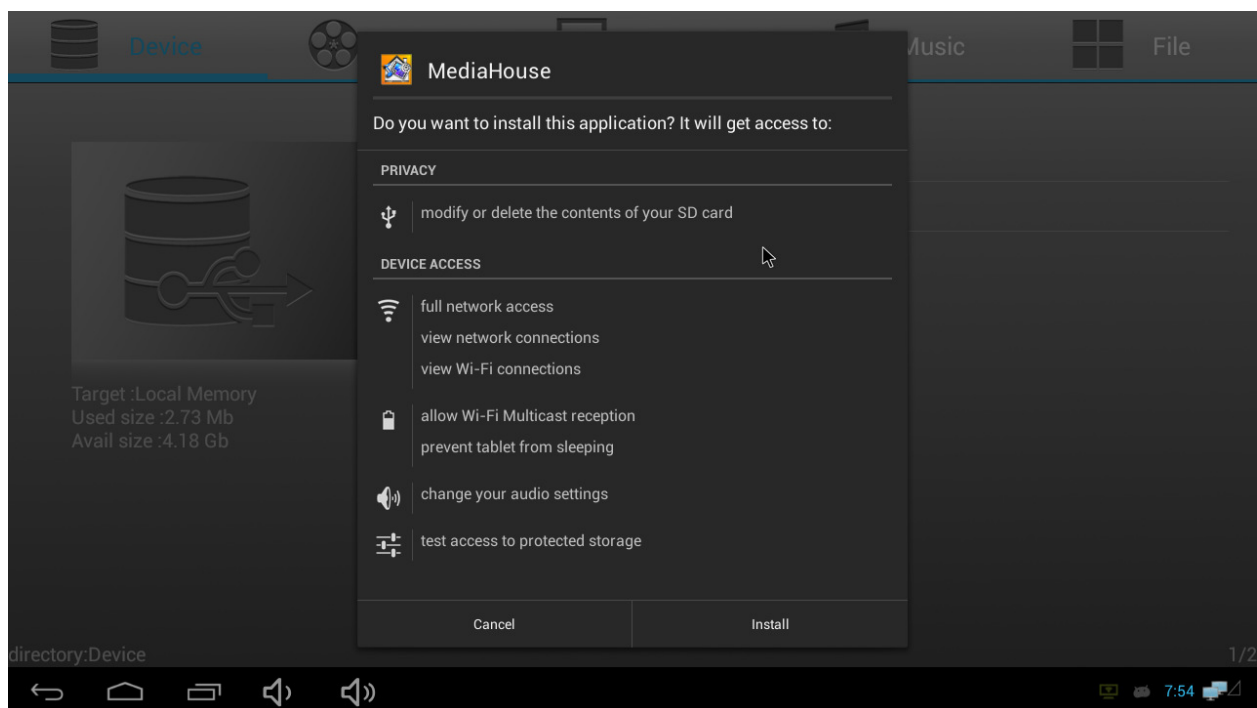 Device
Music
File
MediaHouse
Do you want to install this application? It will get access to:
PRIVACY
modify or delete the contents of your SD card
DEVICE ACCESS
full network access
view network connections
view Wi-Fi connections
allow Wi-Fi Multicast reception
prevent tablet from sleeping
change your audio settings
test access to protected storage
Target :Local Memory
Used size :2.73 Mb
Avail size :4.18 Gb
Cancel
Install
directory:Device
1/2
7:54